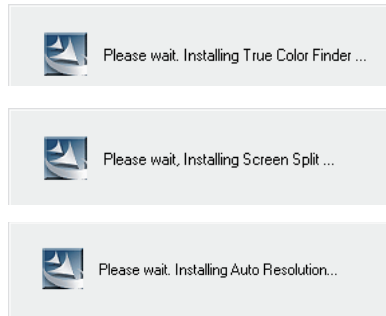 Please wait. Installing True Color Finder ...
Please wait, Installing Screen Split ...
Please wait. Installing Auto Resolution...